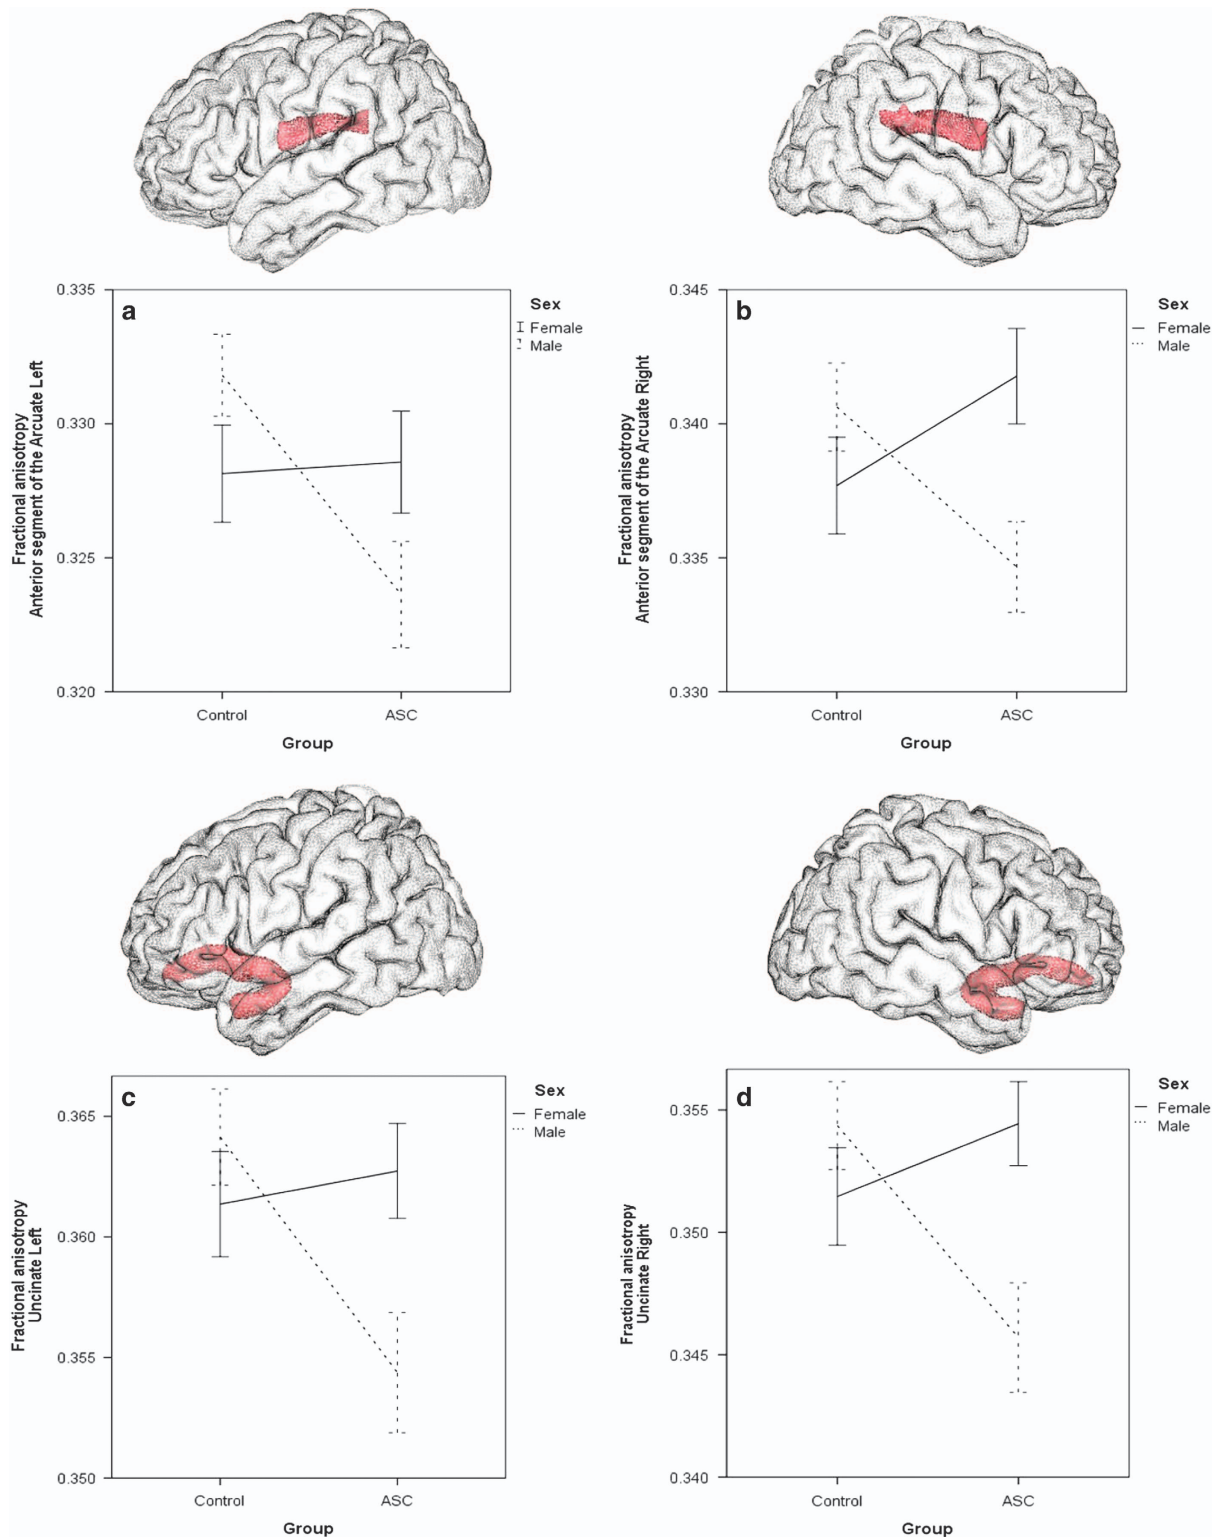 0.335
a
Sex
Female
Male
0.330
0.325
0.320
Fractional anisotropy
Anterior segment of the Arcuate Left
Control ASC
Group
0.345
b
Sex
Female
Male
0.340
0.335
0.330
Fractional anisotropy
Anterior segment of the Arcuate Right
Control ASC
Group
c
Sex
Female
Male
0.365
0.360
0.355
0.350
Fractional anisotropy
Uncinate Left
Control ASC
Group
d
Sex
Female
Male
0.355
0.350
0.345
0.340
Fractional anisotropy
Uncinate Right
Control ASC
Group